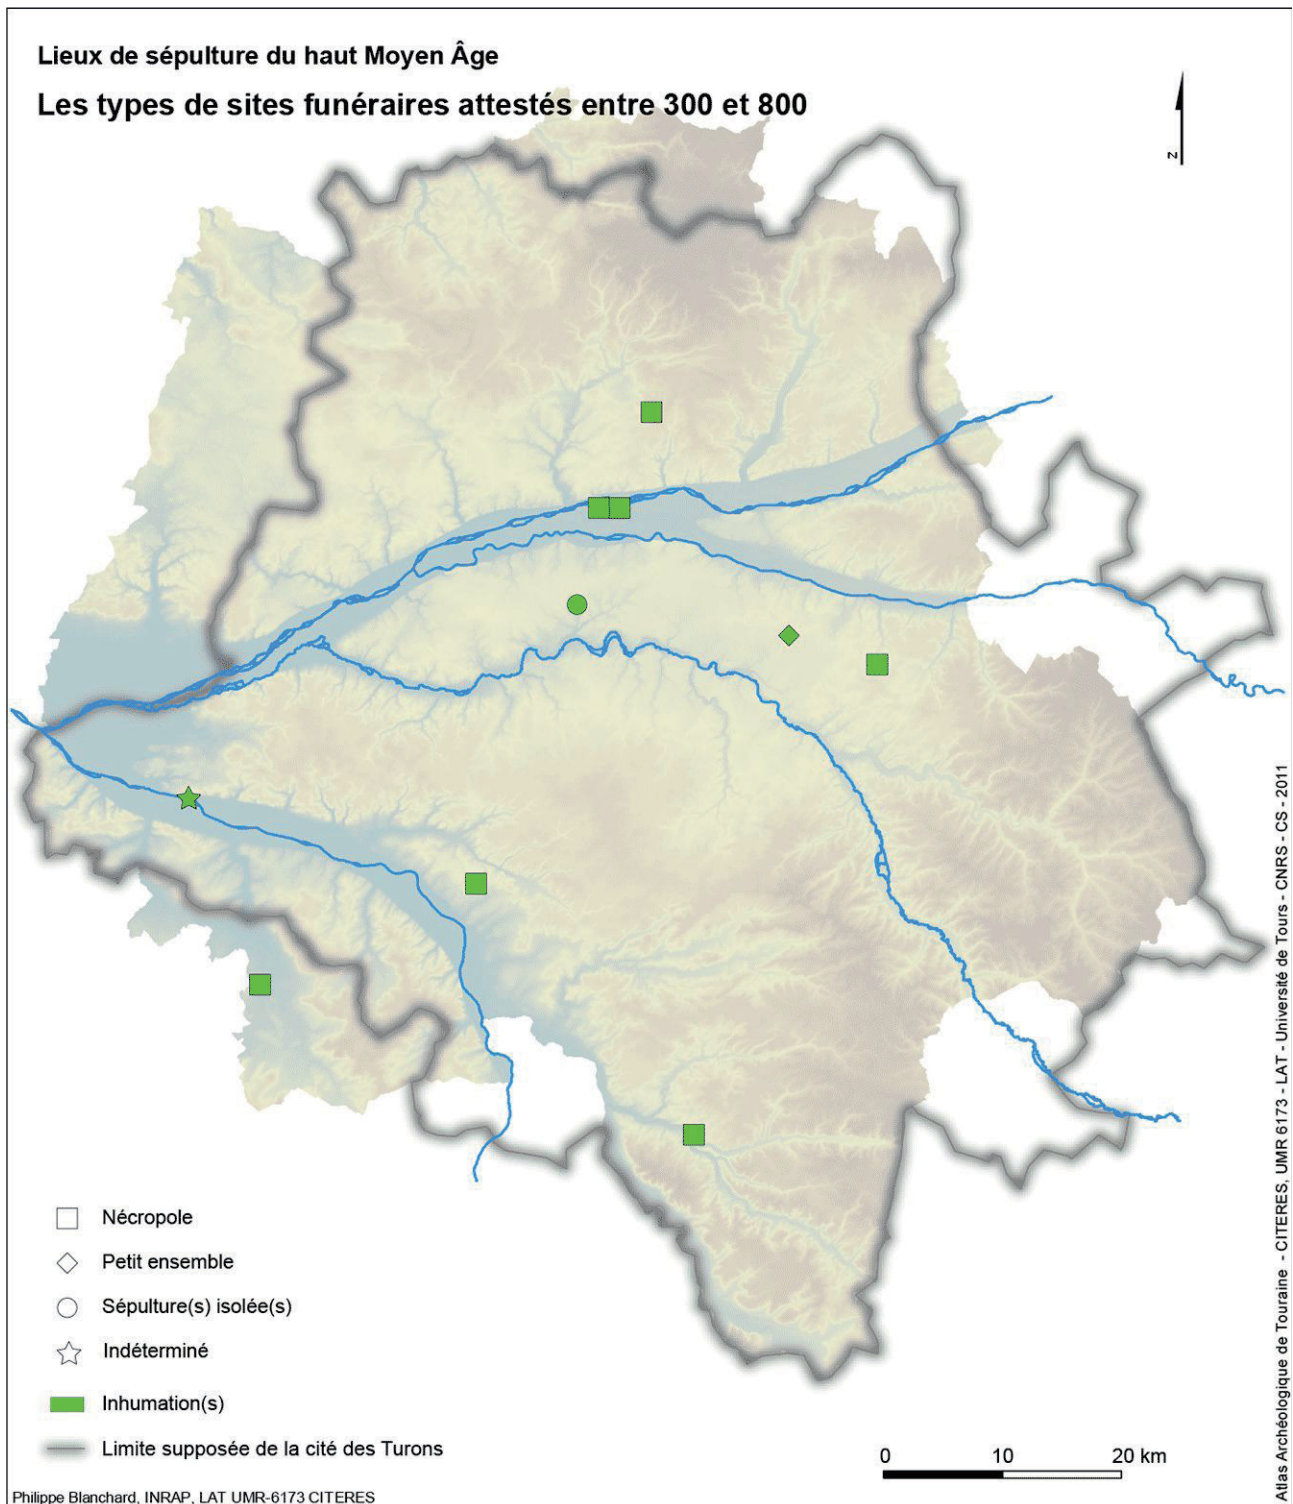 Lieux de sépulture du haut Moyen Âge
Les types de sites funéraires attestés entre 300 et 800
z
Nécropole
Petit ensemble
Sépulture(s) isolée(s)
Indéterminé
Inhumation(s)
Limite supposée de la cité des Turons
0 10 20 km
Philippe Blanchard, INRAP, LAT UMR-6173 CITERES
Atlas Archéologique de Touraine - CITERES, UMR 6173 - LAT - Université de Tours - CNRS - CS - 2011